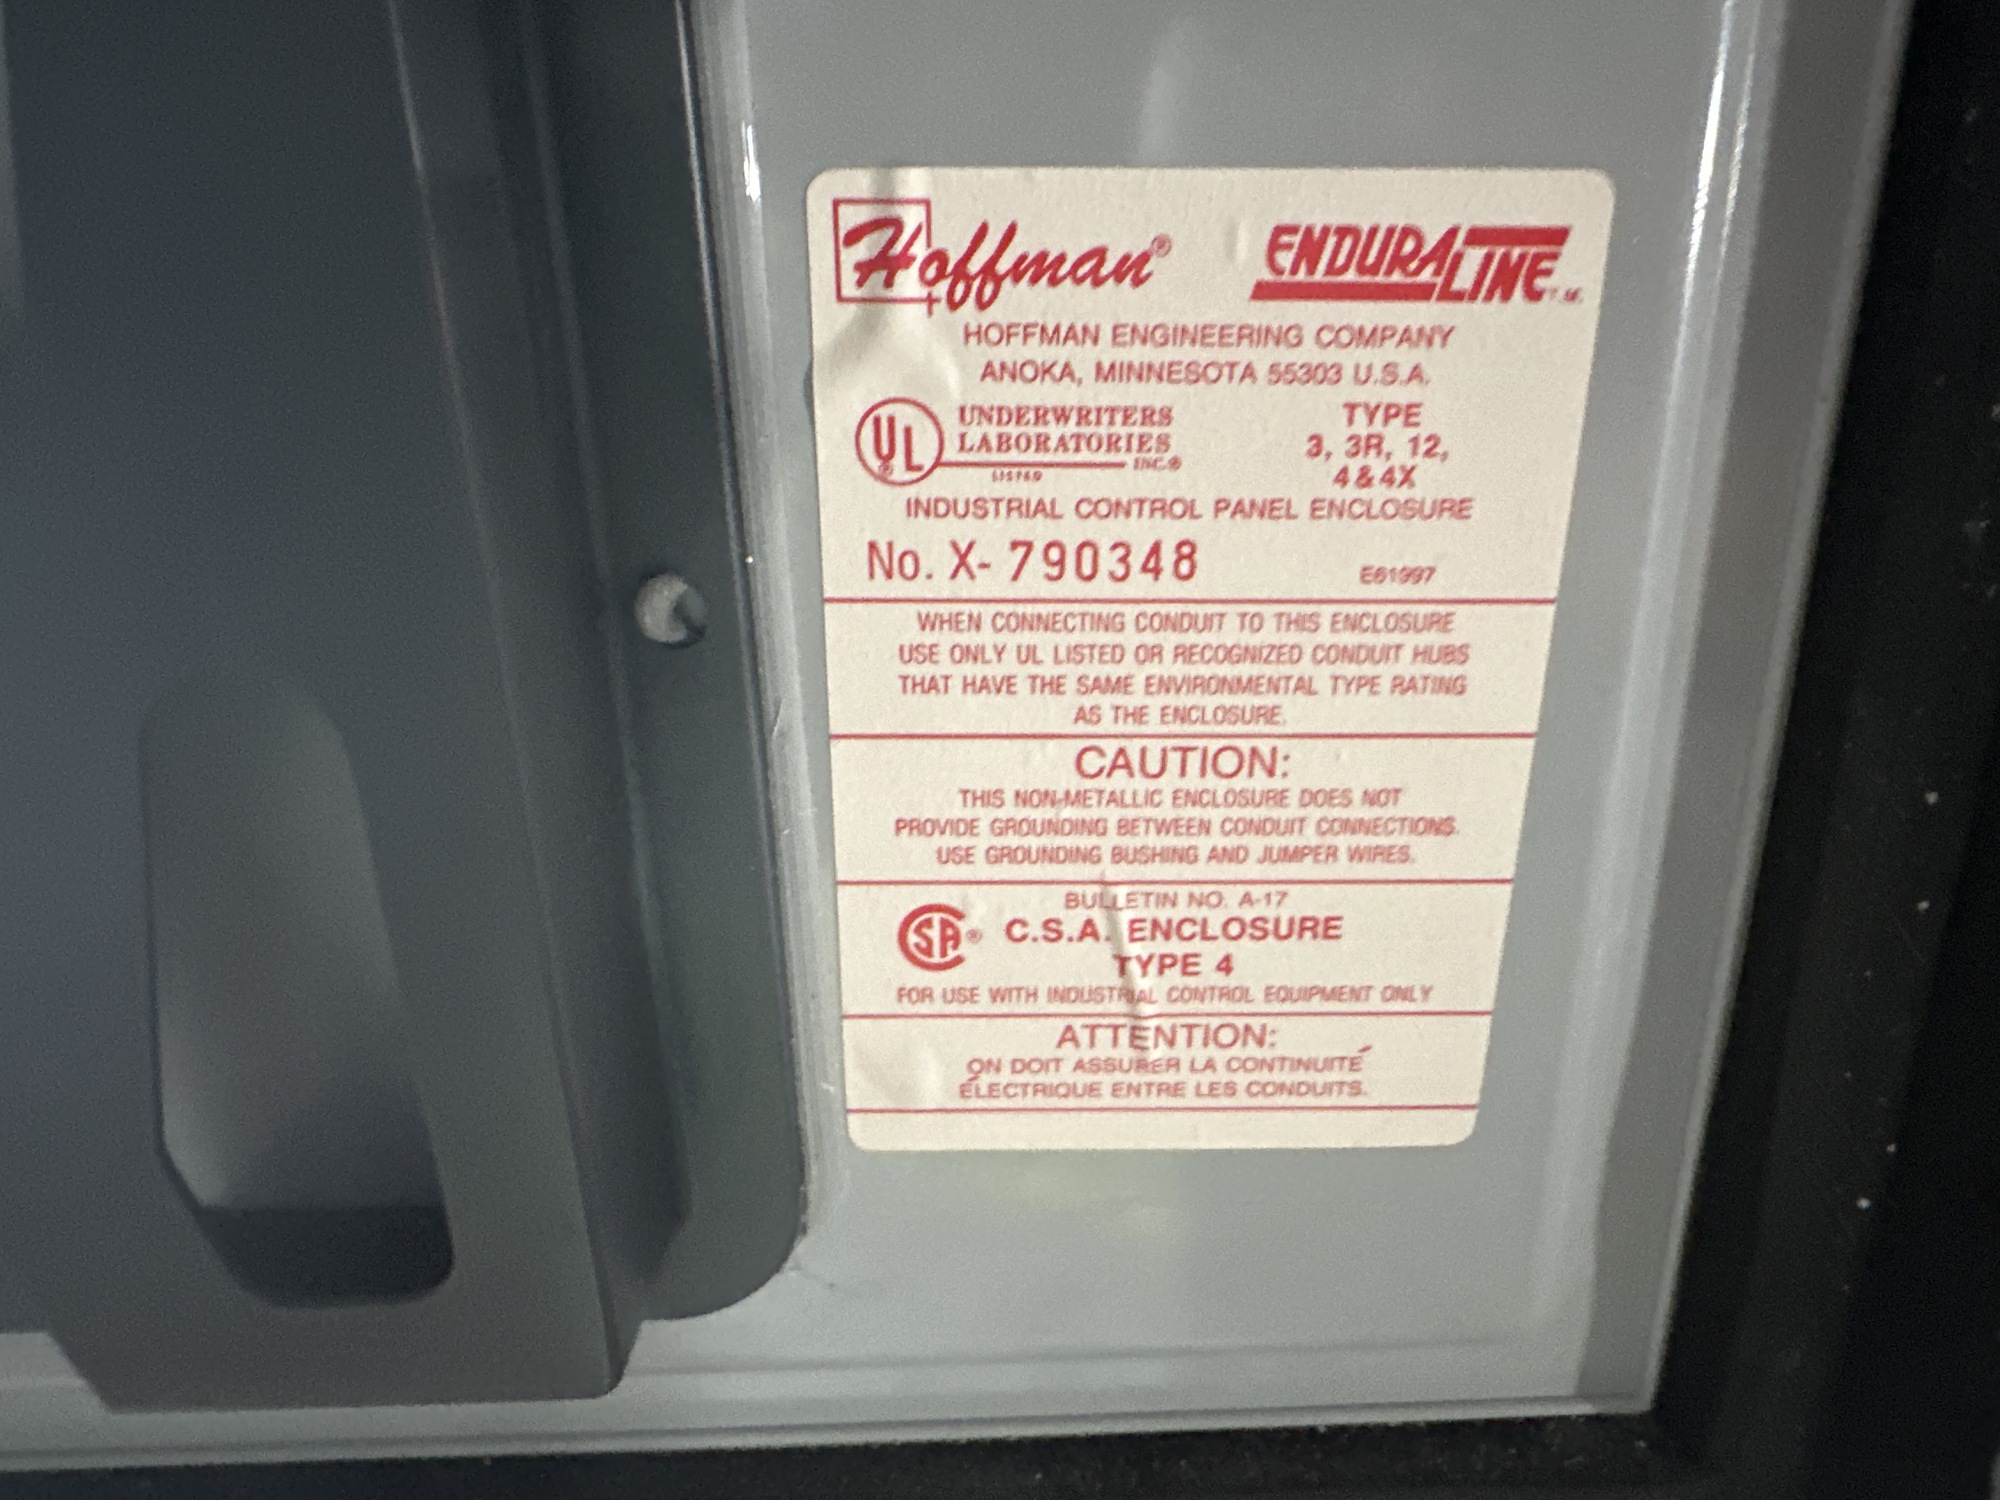 Hoffman® ENDURALINE T.M.
HOFFMAN ENGINEERING COMPANY
ANOKA, MINNESOTA 55303 U.S.A.
UL® UNDERWRITERS
LABORATORIES
INC.®
LISTED
TYPE
3, 3R, 12,
4 & 4X
INDUSTRIAL CONTROL PANEL ENCLOSURE
No. X- 790348 E61997
WHEN CONNECTING CONDUIT TO THIS ENCLOSURE
USE ONLY UL LISTED OR RECOGNIZED CONDUIT HUBS
THAT HAVE THE SAME ENVIRONMENTAL TYPE RATING
AS THE ENCLOSURE.
CAUTION:
THIS NON-METALLIC ENCLOSURE DOES NOT
PROVIDE GROUNDING BETWEEN CONDUIT CONNECTIONS.
USE GROUNDING BUSHING AND JUMPER WIRES.
BULLETIN NO. A-17
SA® C.S.A. ENCLOSURE
TYPE 4
FOR USE WITH INDUSTRIAL CONTROL EQUIPMENT ONLY
ATTENTION:
ON DOIT ASSURER LA CONTINUITÉ
ÉLECTRIQUE ENTRE LES CONDUITS.